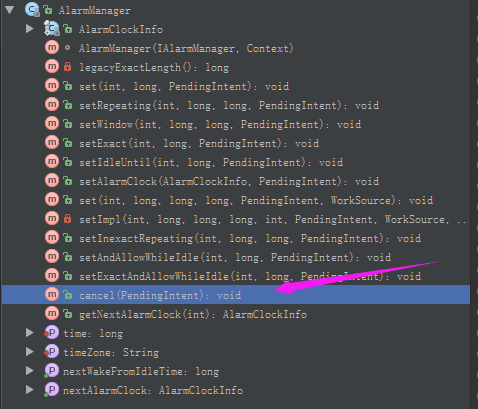 AlarmManager
AlarmClockInfo
AlarmManager(IAlarmManager, Context)
legacyExactLength(): long
set(int, long, PendingIntent): void
setRepeating(int, long, long, PendingIntent): void
setWindow(int, long, long, PendingIntent): void
setExact(int, long, PendingIntent): void
setIdleUntil(int, long, PendingIntent): void
setAlarmClock(AlarmClockInfo, PendingIntent): void
set(int, long, long, long, PendingIntent, WorkSource): void
setImpl(int, long, long, long, int, PendingIntent, WorkSource, ..
setInexactRepeating(int, long, long, PendingIntent): void
setAndAllowWhileIdle(int, long, PendingIntent): void
setExactAndAllowWhileIdle(int, long, PendingIntent): void
cancel(PendingIntent): void
getNextAlarmClock(int): AlarmClockInfo
time: long
timeZone: String
nextWakeFromIdleTime: long
nextAlarmClock: AlarmClockInfo